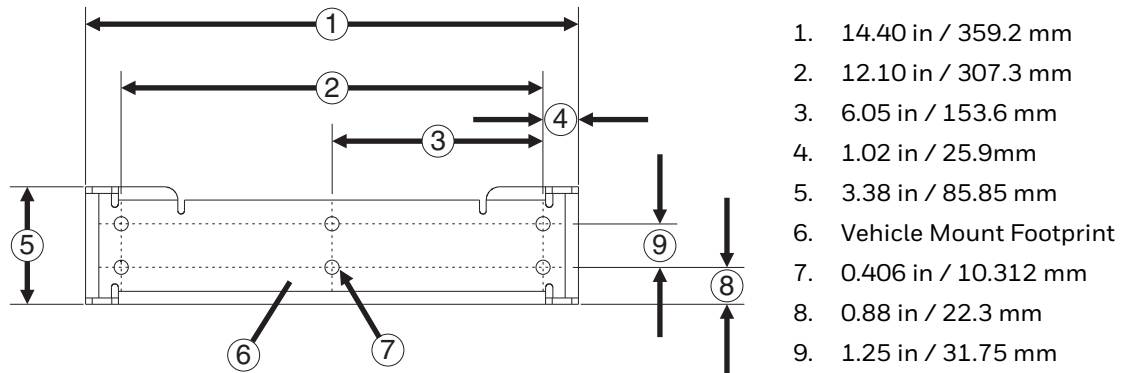 1
2
4
3
5
9
8
6
7
1. 14.40 in / 359.2 mm
2. 12.10 in / 307.3 mm
3. 6.05 in / 153.6 mm
4. 1.02 in / 25.9mm
5. 3.38 in / 85.85 mm
6. Vehicle Mount Footprint
7. 0.406 in / 10.312 mm
8. 0.88 in / 22.3 mm
9. 1.25 in / 31.75 mm